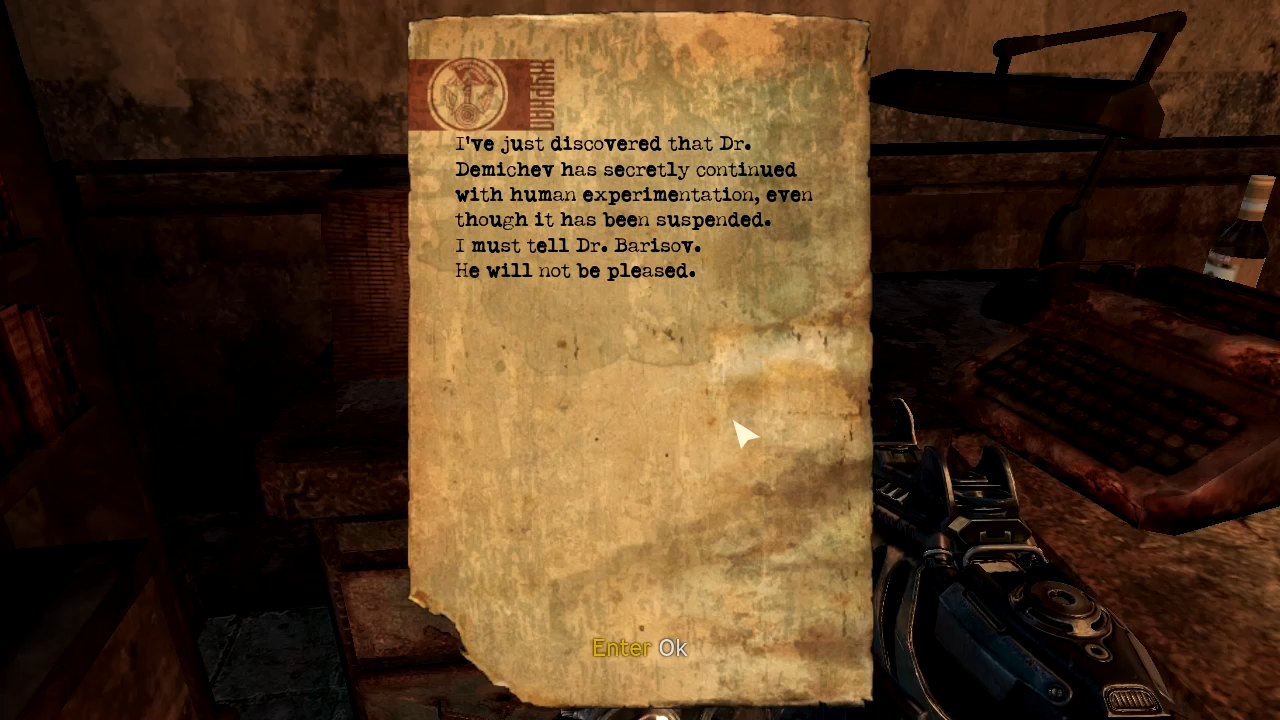 I've just discovered that Dr.
Demichev has secretly continued
with human experimentation, even
though it has been suspended.
I must tell Dr. Barisov.
He will not be pleased.
Enter Ok